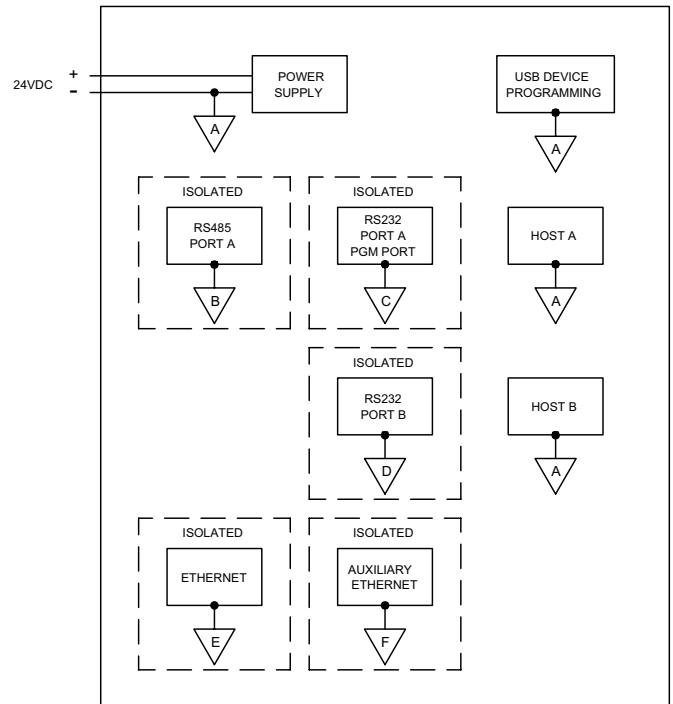 24VDC
+
-
POWER
SUPPLY
A
USB DEVICE
PROGRAMMING
A
ISOLATED
RS485
PORT A
B
ISOLATED
RS232
PORT A
PGM PORT
C
HOST A
A
ISOLATED
RS232
PORT B
D
HOST B
A
ISOLATED
ETHERNET
E
ISOLATED
AUXILIARY
ETHERNET
F